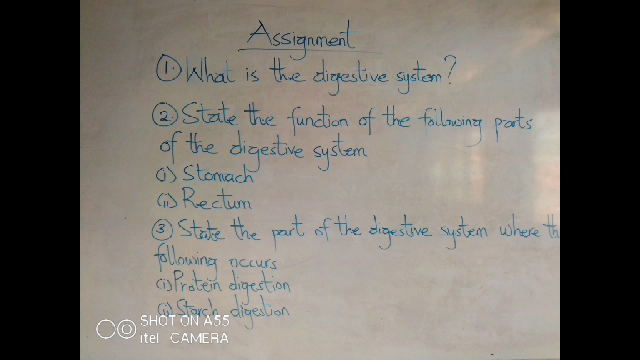 Assignment
① What is the digestive system?
② State the function of the following parts
of the digestive system
(i) Stomach
(ii) Rectum
③ State the part of the digestive system where th
following occurs
(i) Protein digestion
(ii) Starch digestion
SHOT ON A55
itel CAMERA